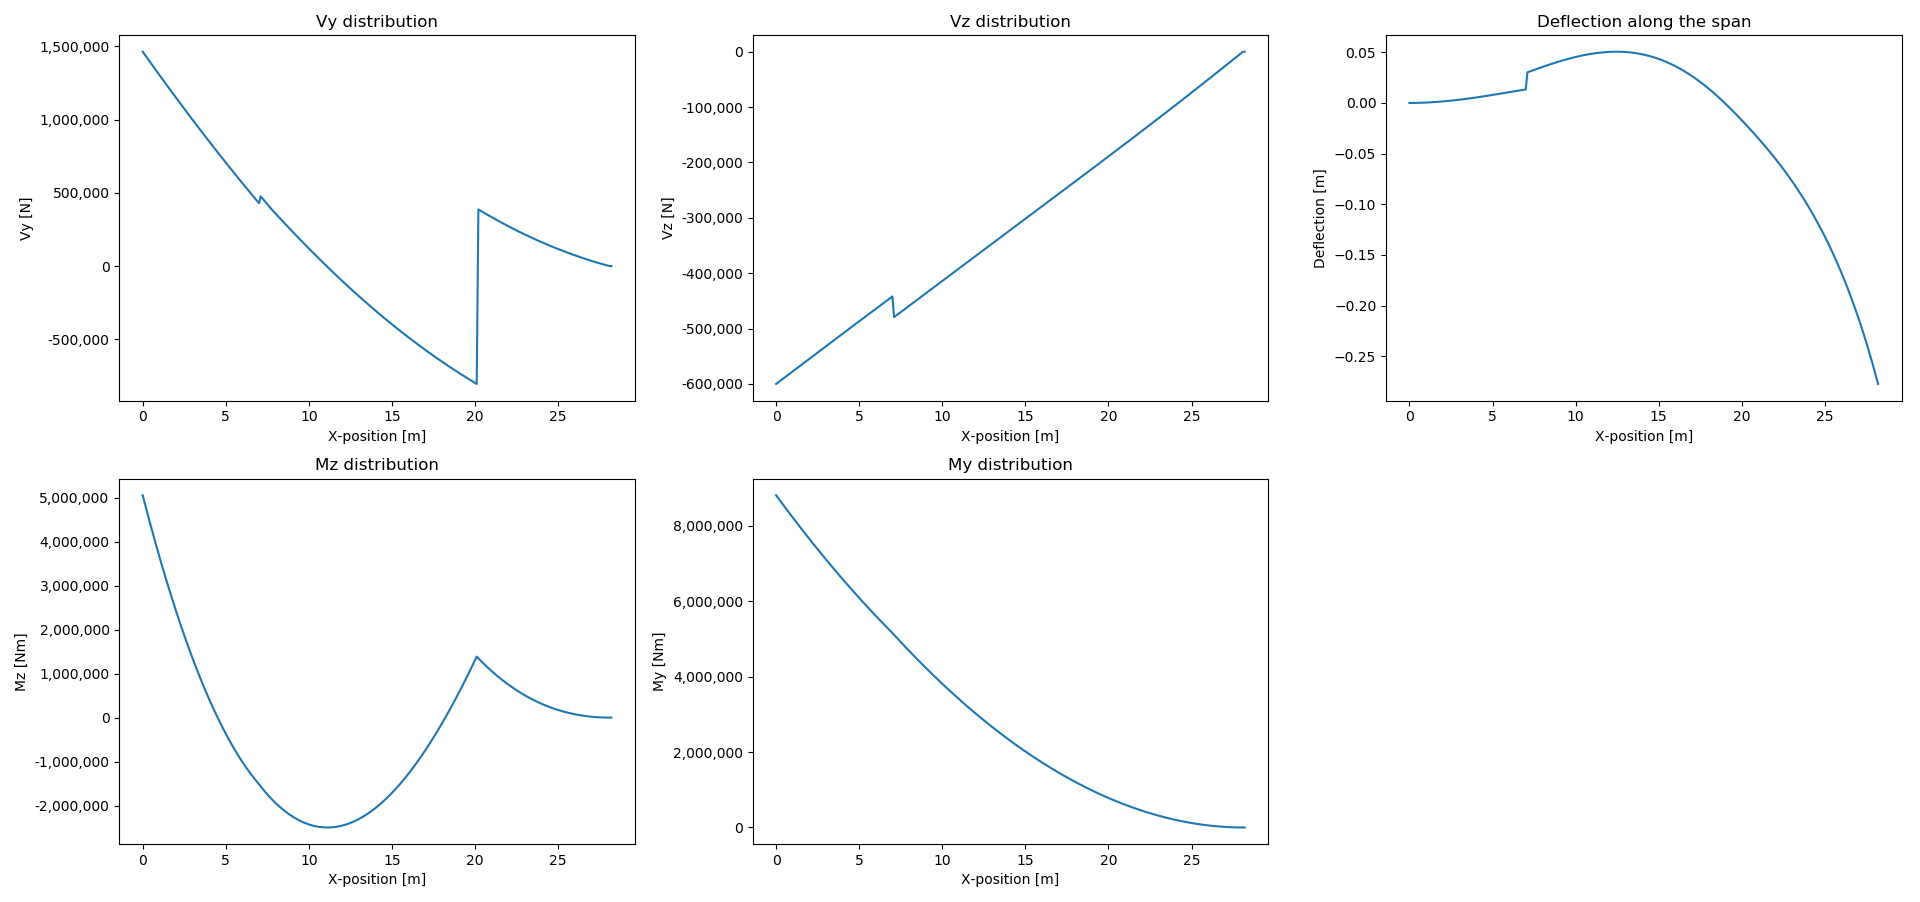 Vy distribution
1,500,000
1,000,000
500,000
0
-500,000
Vy [N]
0 5 10 15 20 25
X-position [m]
Vz distribution
0
-100,000
-200,000
-300,000
-400,000
-500,000
-600,000
Vz [N]
0 5 10 15 20 25
X-position [m]
Deflection along the span
0.05
0.00
−0.05
−0.10
−0.15
−0.20
−0.25
Deflection [m]
0 5 10 15 20 25
X-position [m]
Mz distribution
5,000,000
4,000,000
3,000,000
2,000,000
1,000,000
0
-1,000,000
-2,000,000
Mz [Nm]
0 5 10 15 20 25
X-position [m]
My distribution
8,000,000
6,000,000
4,000,000
2,000,000
0
My [Nm]
0 5 10 15 20 25
X-position [m]